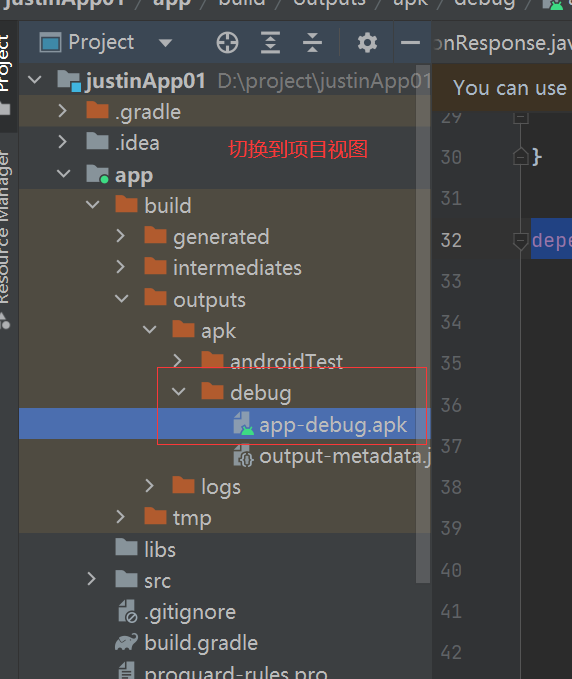 justinApp01 / app / build / outputs / apk / debug /
Project
Project
onResponse.jav
justinApp01 D:\project\justinApp01
You can use
.gradle
29
.idea
切换到项目视图
30 }
app
build
31
generated
32 depe
intermediates
33
outputs
34
apk
androidTest
35
debug
36
app-debug.apk
37
output-metadata.j
logs
38
tmp
39
libs
src
40
.gitignore
41
build.gradle
42
proguard-rules.pro
Resource Manager